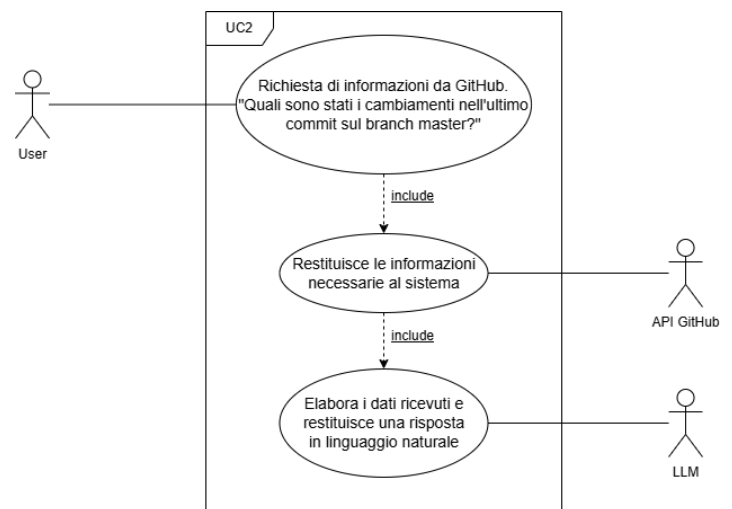 UC2
Richiesta di informazioni da GitHub.
"Quali sono stati i cambiamenti nell'ultimo
commit sul branch master?"
User
include
Restituisce le informazioni
necessarie al sistema
API GitHub
include
Elabora i dati ricevuti e
restituisce una risposta
in linguaggio naturale
LLM